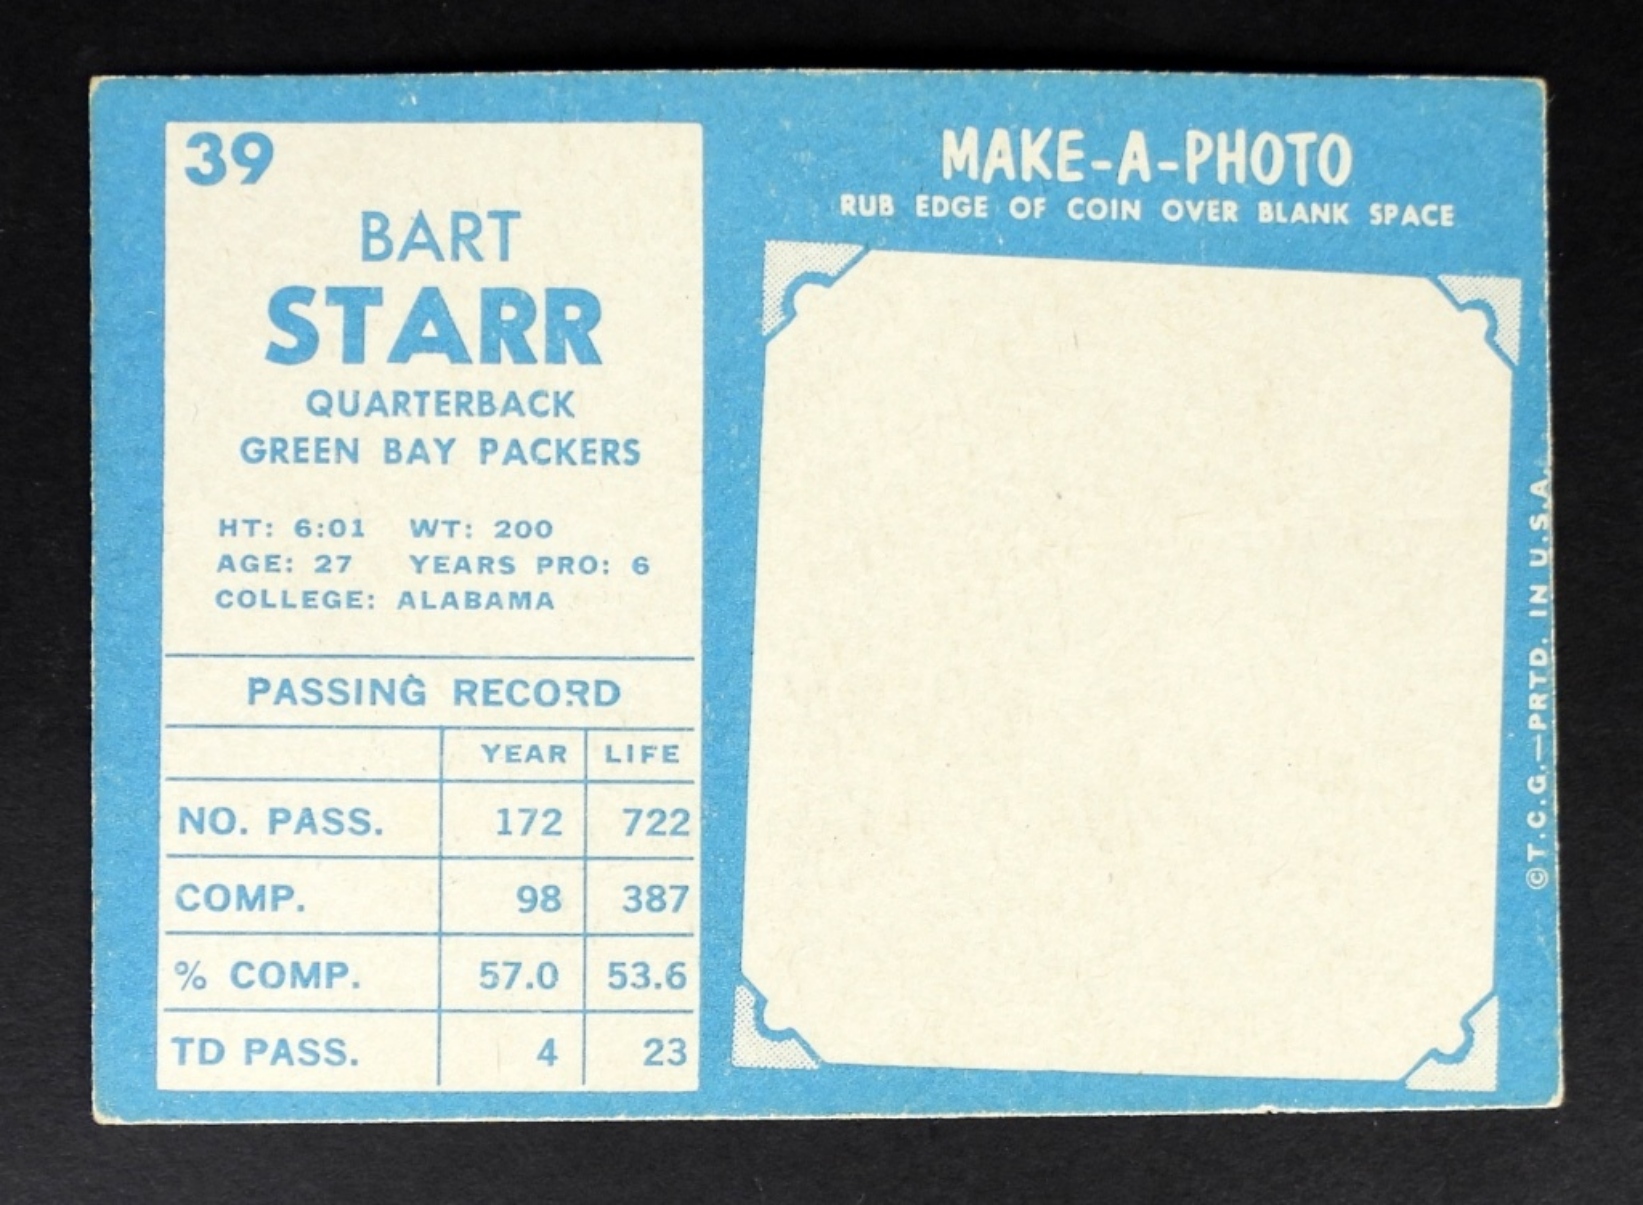 39
BART
STARR
QUARTERBACK
GREEN BAY PACKERS
HT: 6:01 WT: 200
AGE: 27 YEARS PRO: 6
COLLEGE: ALABAMA
PASSING RECORD
YEAR LIFE
NO. PASS. 172 722
COMP. 98 387
% COMP. 57.0 53.6
TD PASS. 4 23
MAKE-A-PHOTO
RUB EDGE OF COIN OVER BLANK SPACE
©T.C.G.—PRTD. IN U.S.A.